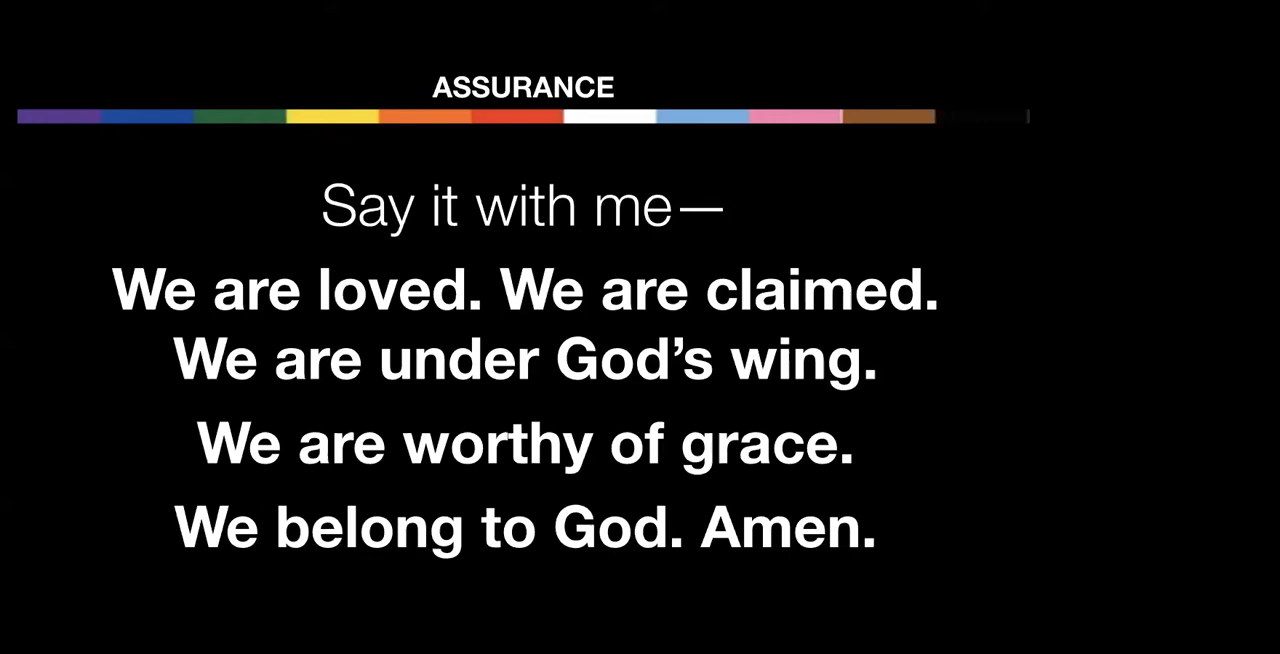 ASSURANCE
Say it with me—
We are loved. We are claimed.
We are under God’s wing.
We are worthy of grace.
We belong to God. Amen.